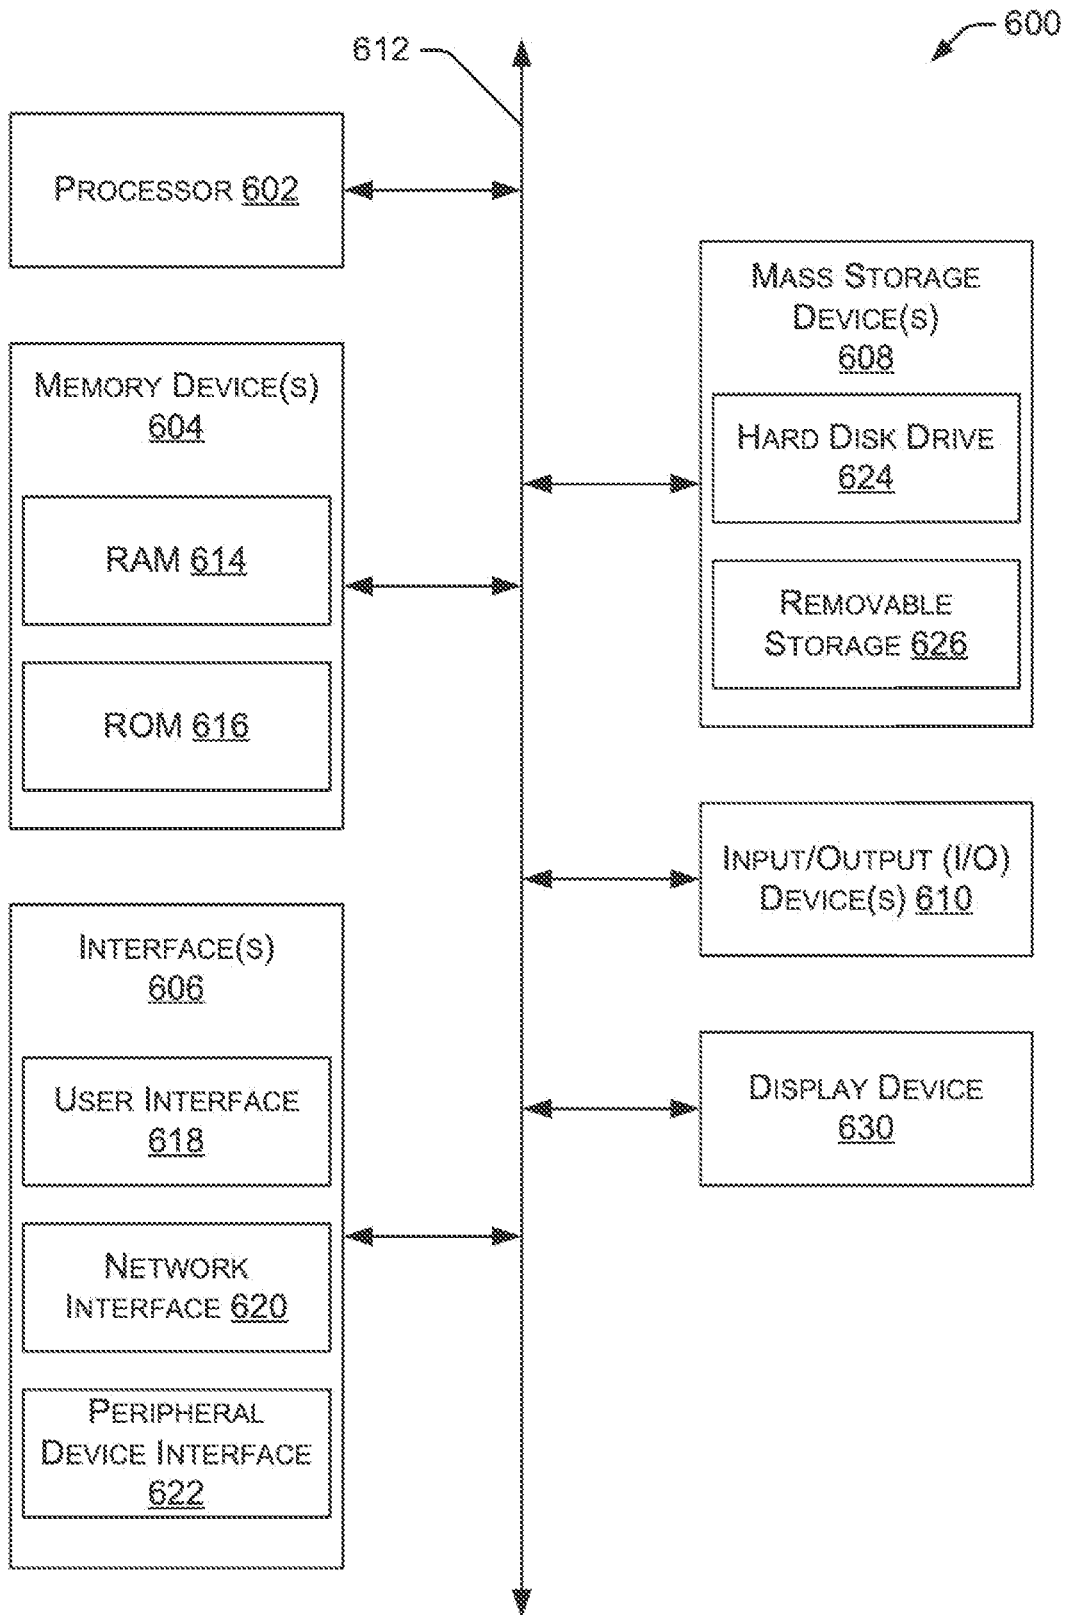 600
612
PROCESSOR 602
MEMORY DEVICE(S)
604
RAM 614
ROM 616
INTERFACE(S)
606
USER INTERFACE
618
NETWORK
INTERFACE 620
PERIPHERAL
DEVICE INTERFACE
622
MASS STORAGE
DEVICE(S)
608
HARD DISK DRIVE
624
REMOVABLE
STORAGE 626
INPUT/OUTPUT (I/O)
DEVICE(S) 610
DISPLAY DEVICE
630